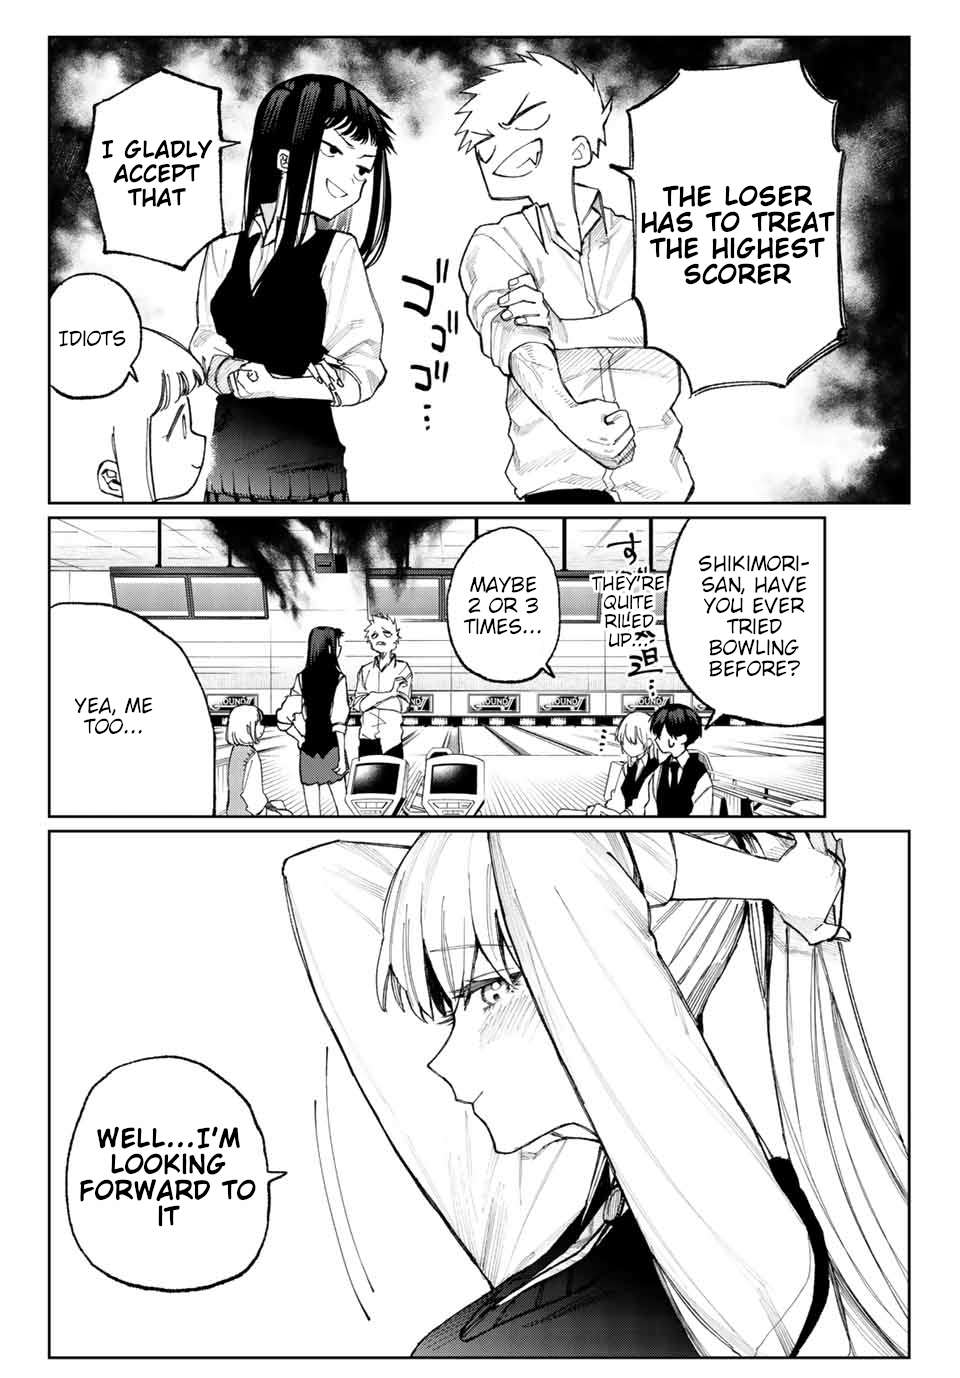 THE LOSER
HAS TO TREAT
THE HIGHEST
SCORER
I GLADLY
ACCEPT
THAT
IDIOTS
ゴゴゴ…
SHIKIMORI-
SAN, HAVE
YOU EVER
TRIED
BOWLING
BEFORE?
THEY'RE
QUITE
RILED
UP...
MAYBE
2 OR 3
TIMES...
YEA, ME
TOO...
WELL...I'M
LOOKING
FORWARD TO
IT